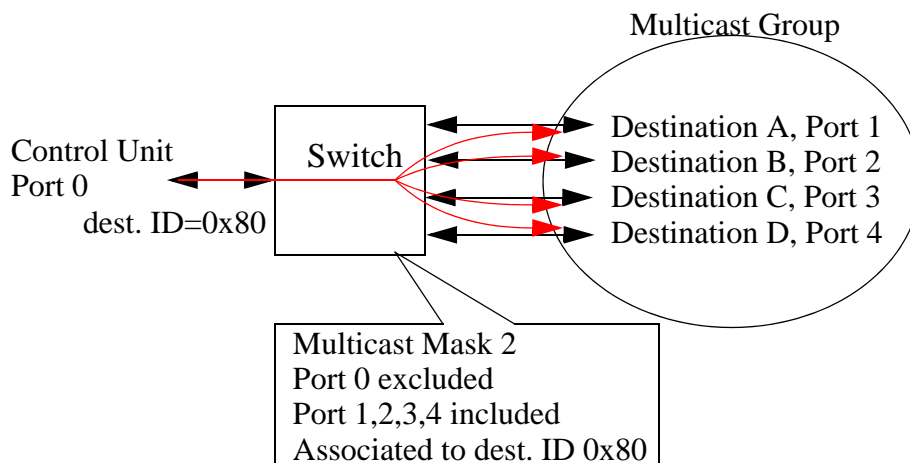 Multicast Group
Control Unit
Port 0
dest. ID=0x80
Switch
Destination A, Port 1
Destination B, Port 2
Destination C, Port 3
Destination D, Port 4
Multicast Mask 2
Port 0 excluded
Port 1,2,3,4 included
Associated to dest. ID 0x80